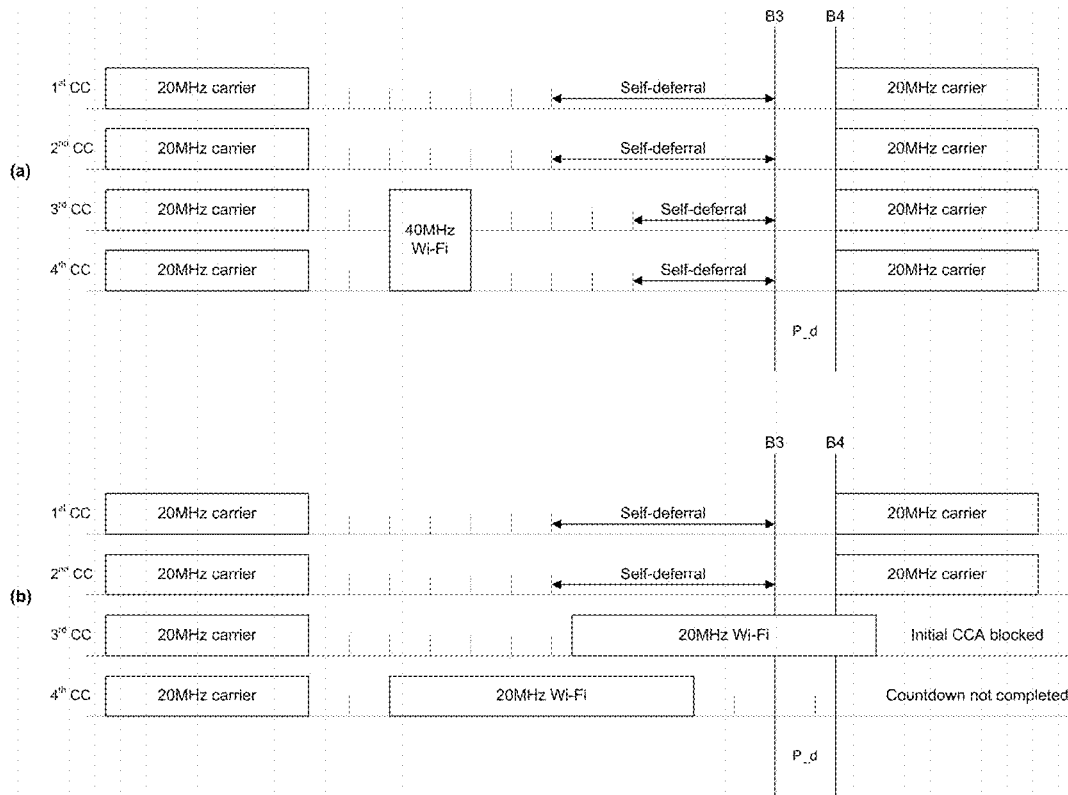 B3 B4
1st CC 20MHz carrier Self-deferral 20MHz carrier
2nd CC 20MHz carrier Self-deferral 20MHz carrier
(a)
3rd CC 20MHz carrier Self-deferral 20MHz carrier
40MHz
Wi-Fi
4th CC 20MHz carrier Self-deferral 20MHz carrier
P_d
B3 B4
1st CC 20MHz carrier Self-deferral 20MHz carrier
2nd CC 20MHz carrier Self-deferral 20MHz carrier
(b)
3rd CC 20MHz carrier 20MHz Wi-Fi Initial CCA blocked
4th CC 20MHz carrier 20MHz Wi-Fi Countdown not completed
P_d